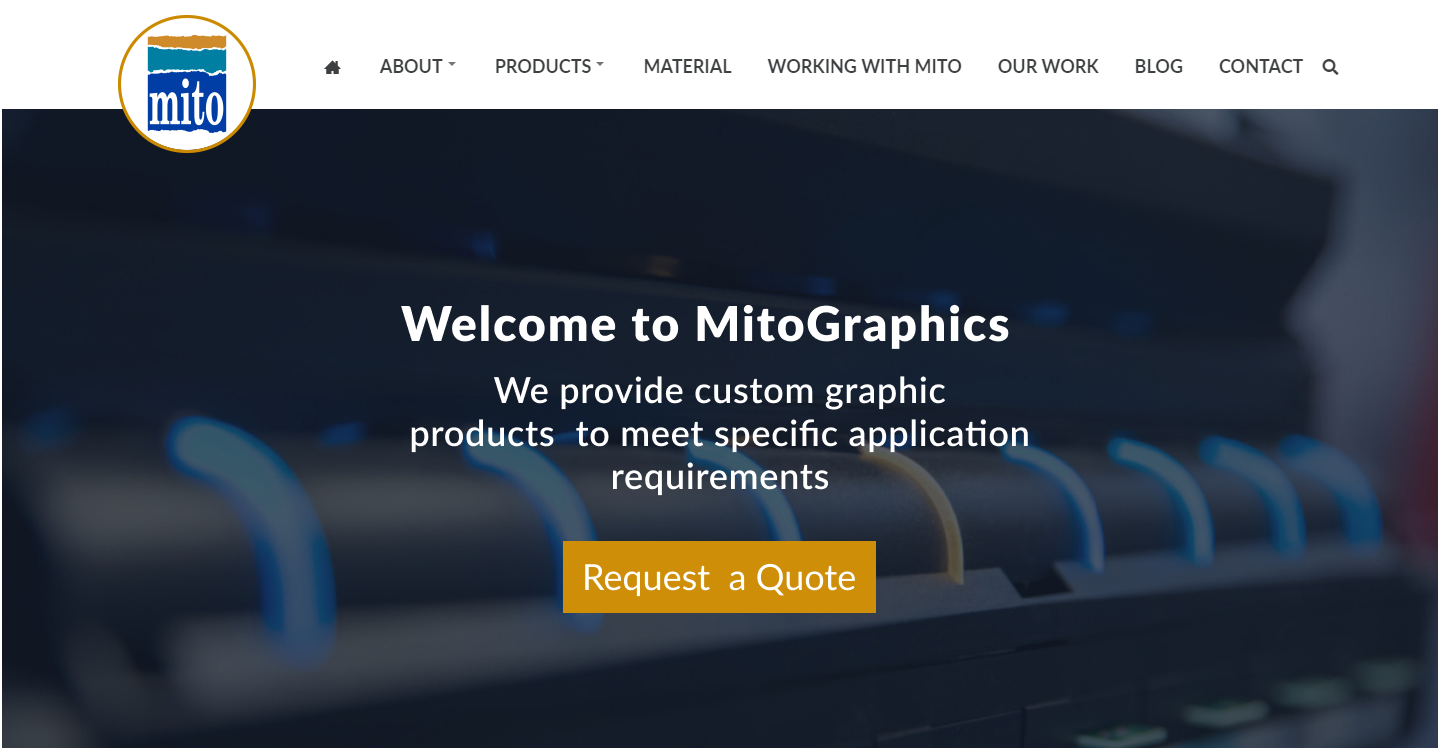 mito
ABOUT PRODUCTS MATERIAL WORKING WITH MITO OUR WORK BLOG CONTACT
Welcome to MitoGraphics
We provide custom graphic
products  to meet specific application
requirements
Request  a Quote